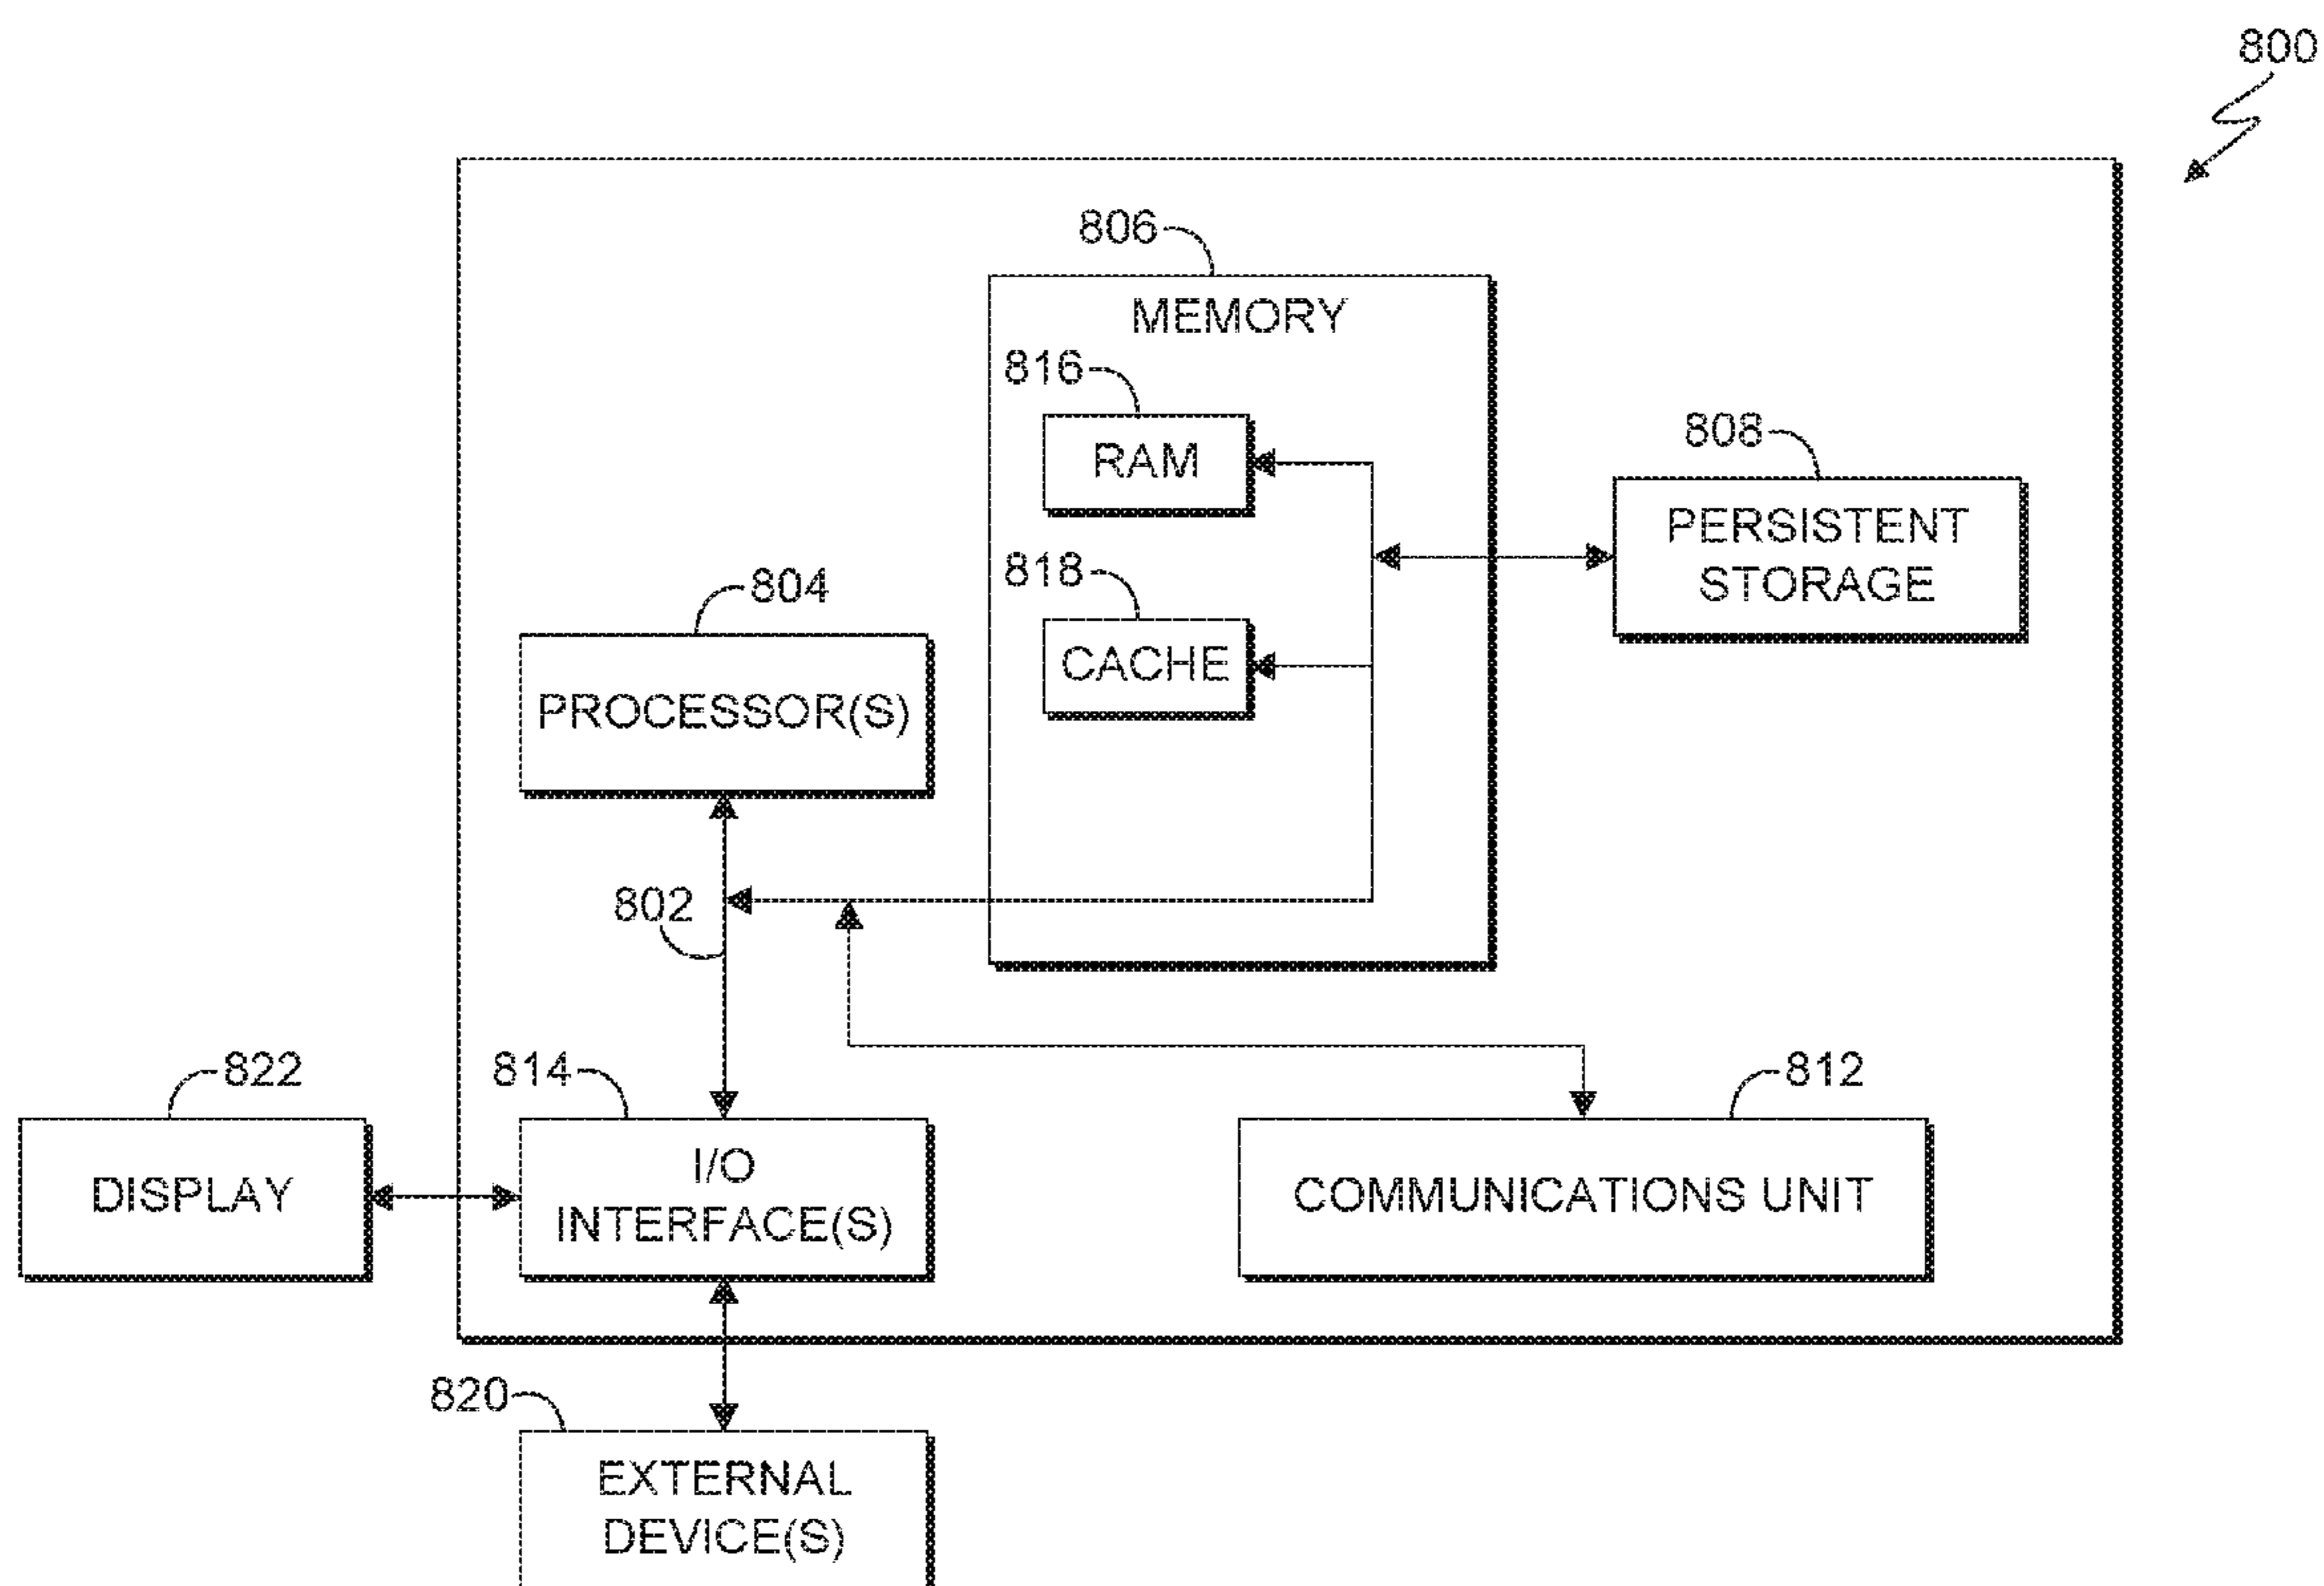 800
806
MEMORY
816
RAM
808
PERSISTENT
STORAGE
818
CACHE
804
PROCESSOR(S)
802
822
DISPLAY
814
I/O
INTERFACE(S)
812
COMMUNICATIONS UNIT
820
EXTERNAL
DEVICE(S)